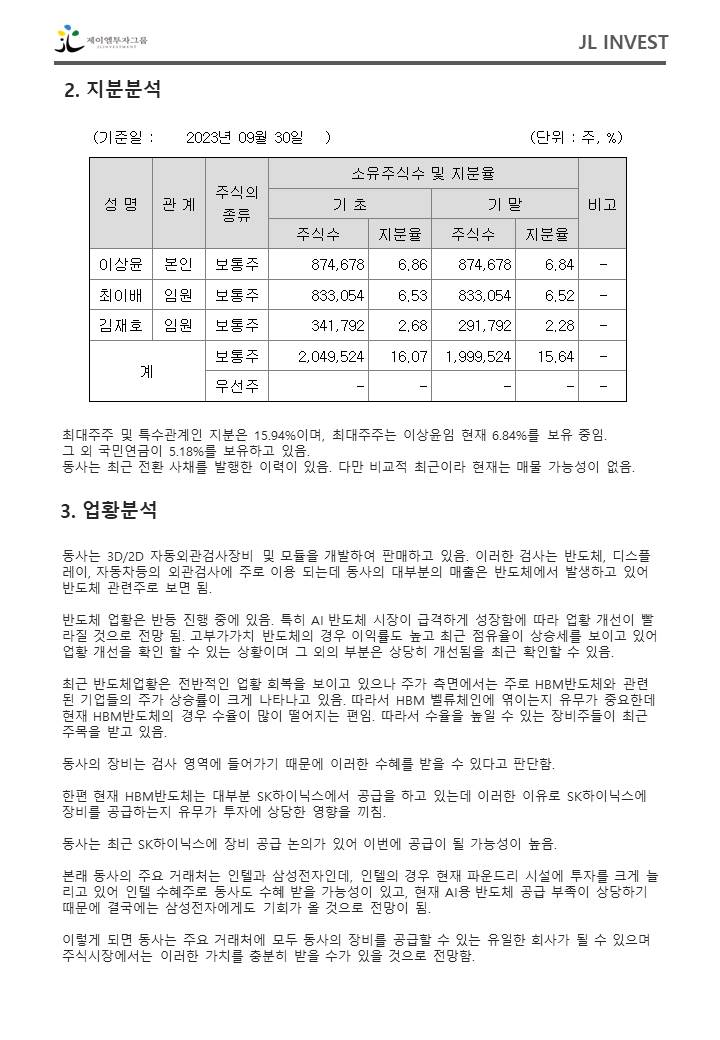 제이엘투자그룹
JLINVESTMENT
JL INVEST
2. 지분분석
(기준일 : 2023년 09월 30일 ) (단위 : 주, %)
성 명 관 계 주식의 종류 소유주식수 및 지분율 비고
기 초 기 말
주식수 지분율 주식수 지분율
이상윤 본인 보통주 874,678 6.86 874,678 6.84 -
최이배 임원 보통주 833,054 6.53 833,054 6.52 -
김재호 임원 보통주 341,792 2.68 291,792 2.28 -
계 보통주 2,049,524 16.07 1,999,524 15.64 -
우선주 - - - - -
최대주주 및 특수관계인 지분은 15.94%이며, 최대주주는 이상윤임 현재 6.84%를 보유 중임.
그 외 국민연금이 5.18%를 보유하고 있음.
동사는 최근 전환 사채를 발행한 이력이 있음. 다만 비교적 최근이라 현재는 매물 가능성이 없음.
3. 업황분석
동사는 3D/2D 자동외관검사장비 및 모듈을 개발하여 판매하고 있음. 이러한 검사는 반도체, 디스플
레이, 자동자등의 외관검사에 주로 이용 되는데 동사의 대부분의 매출은 반도체에서 발생하고 있어
반도체 관련주로 보면 됨.
반도체 업황은 반등 진행 중에 있음. 특히 AI 반도체 시장이 급격하게 성장함에 따라 업황 개선이 빨
라질 것으로 전망 됨. 고부가가치 반도체의 경우 이익률도 높고 최근 점유율이 상승세를 보이고 있어
업황 개선을 확인 할 수 있는 상황이며 그 외의 부분은 상당히 개선됨을 최근 확인할 수 있음.
최근 반도체업황은 전반적인 업황 회복을 보이고 있으나 주가 측면에서는 주로 HBM반도체와 관련
된 기업들의 주가 상승률이 크게 나타나고 있음. 따라서 HBM 벨류체인에 엮이는지 유무가 중요한데
현재 HBM반도체의 경우 수율이 많이 떨어지는 편임. 따라서 수율을 높일 수 있는 장비주들이 최근
주목을 받고 있음.
동사의 장비는 검사 영역에 들어가기 때문에 이러한 수혜를 받을 수 있다고 판단함.
한편 현재 HBM반도체는 대부분 SK하이닉스에서 공급을 하고 있는데 이러한 이유로 SK하이닉스에
장비를 공급하는지 유무가 투자에 상당한 영향을 끼침.
동사는 최근 SK하이닉스에 장비 공급 논의가 있어 이번에 공급이 될 가능성이 높음.
본래 동사의 주요 거래처는 인텔과 삼성전자인데, 인텔의 경우 현재 파운드리 시설에 투자를 크게 늘
리고 있어 인텔 수혜주로 동사도 수혜 받을 가능성이 있고, 현재 AI용 반도체 공급 부족이 상당하기
때문에 결국에는 삼성전자에게도 기회가 올 것으로 전망이 됨.
이렇게 되면 동사는 주요 거래처에 모두 동사의 장비를 공급할 수 있는 유일한 회사가 될 수 있으며
주식시장에서는 이러한 가치를 충분히 받을 수가 있을 것으로 전망함.